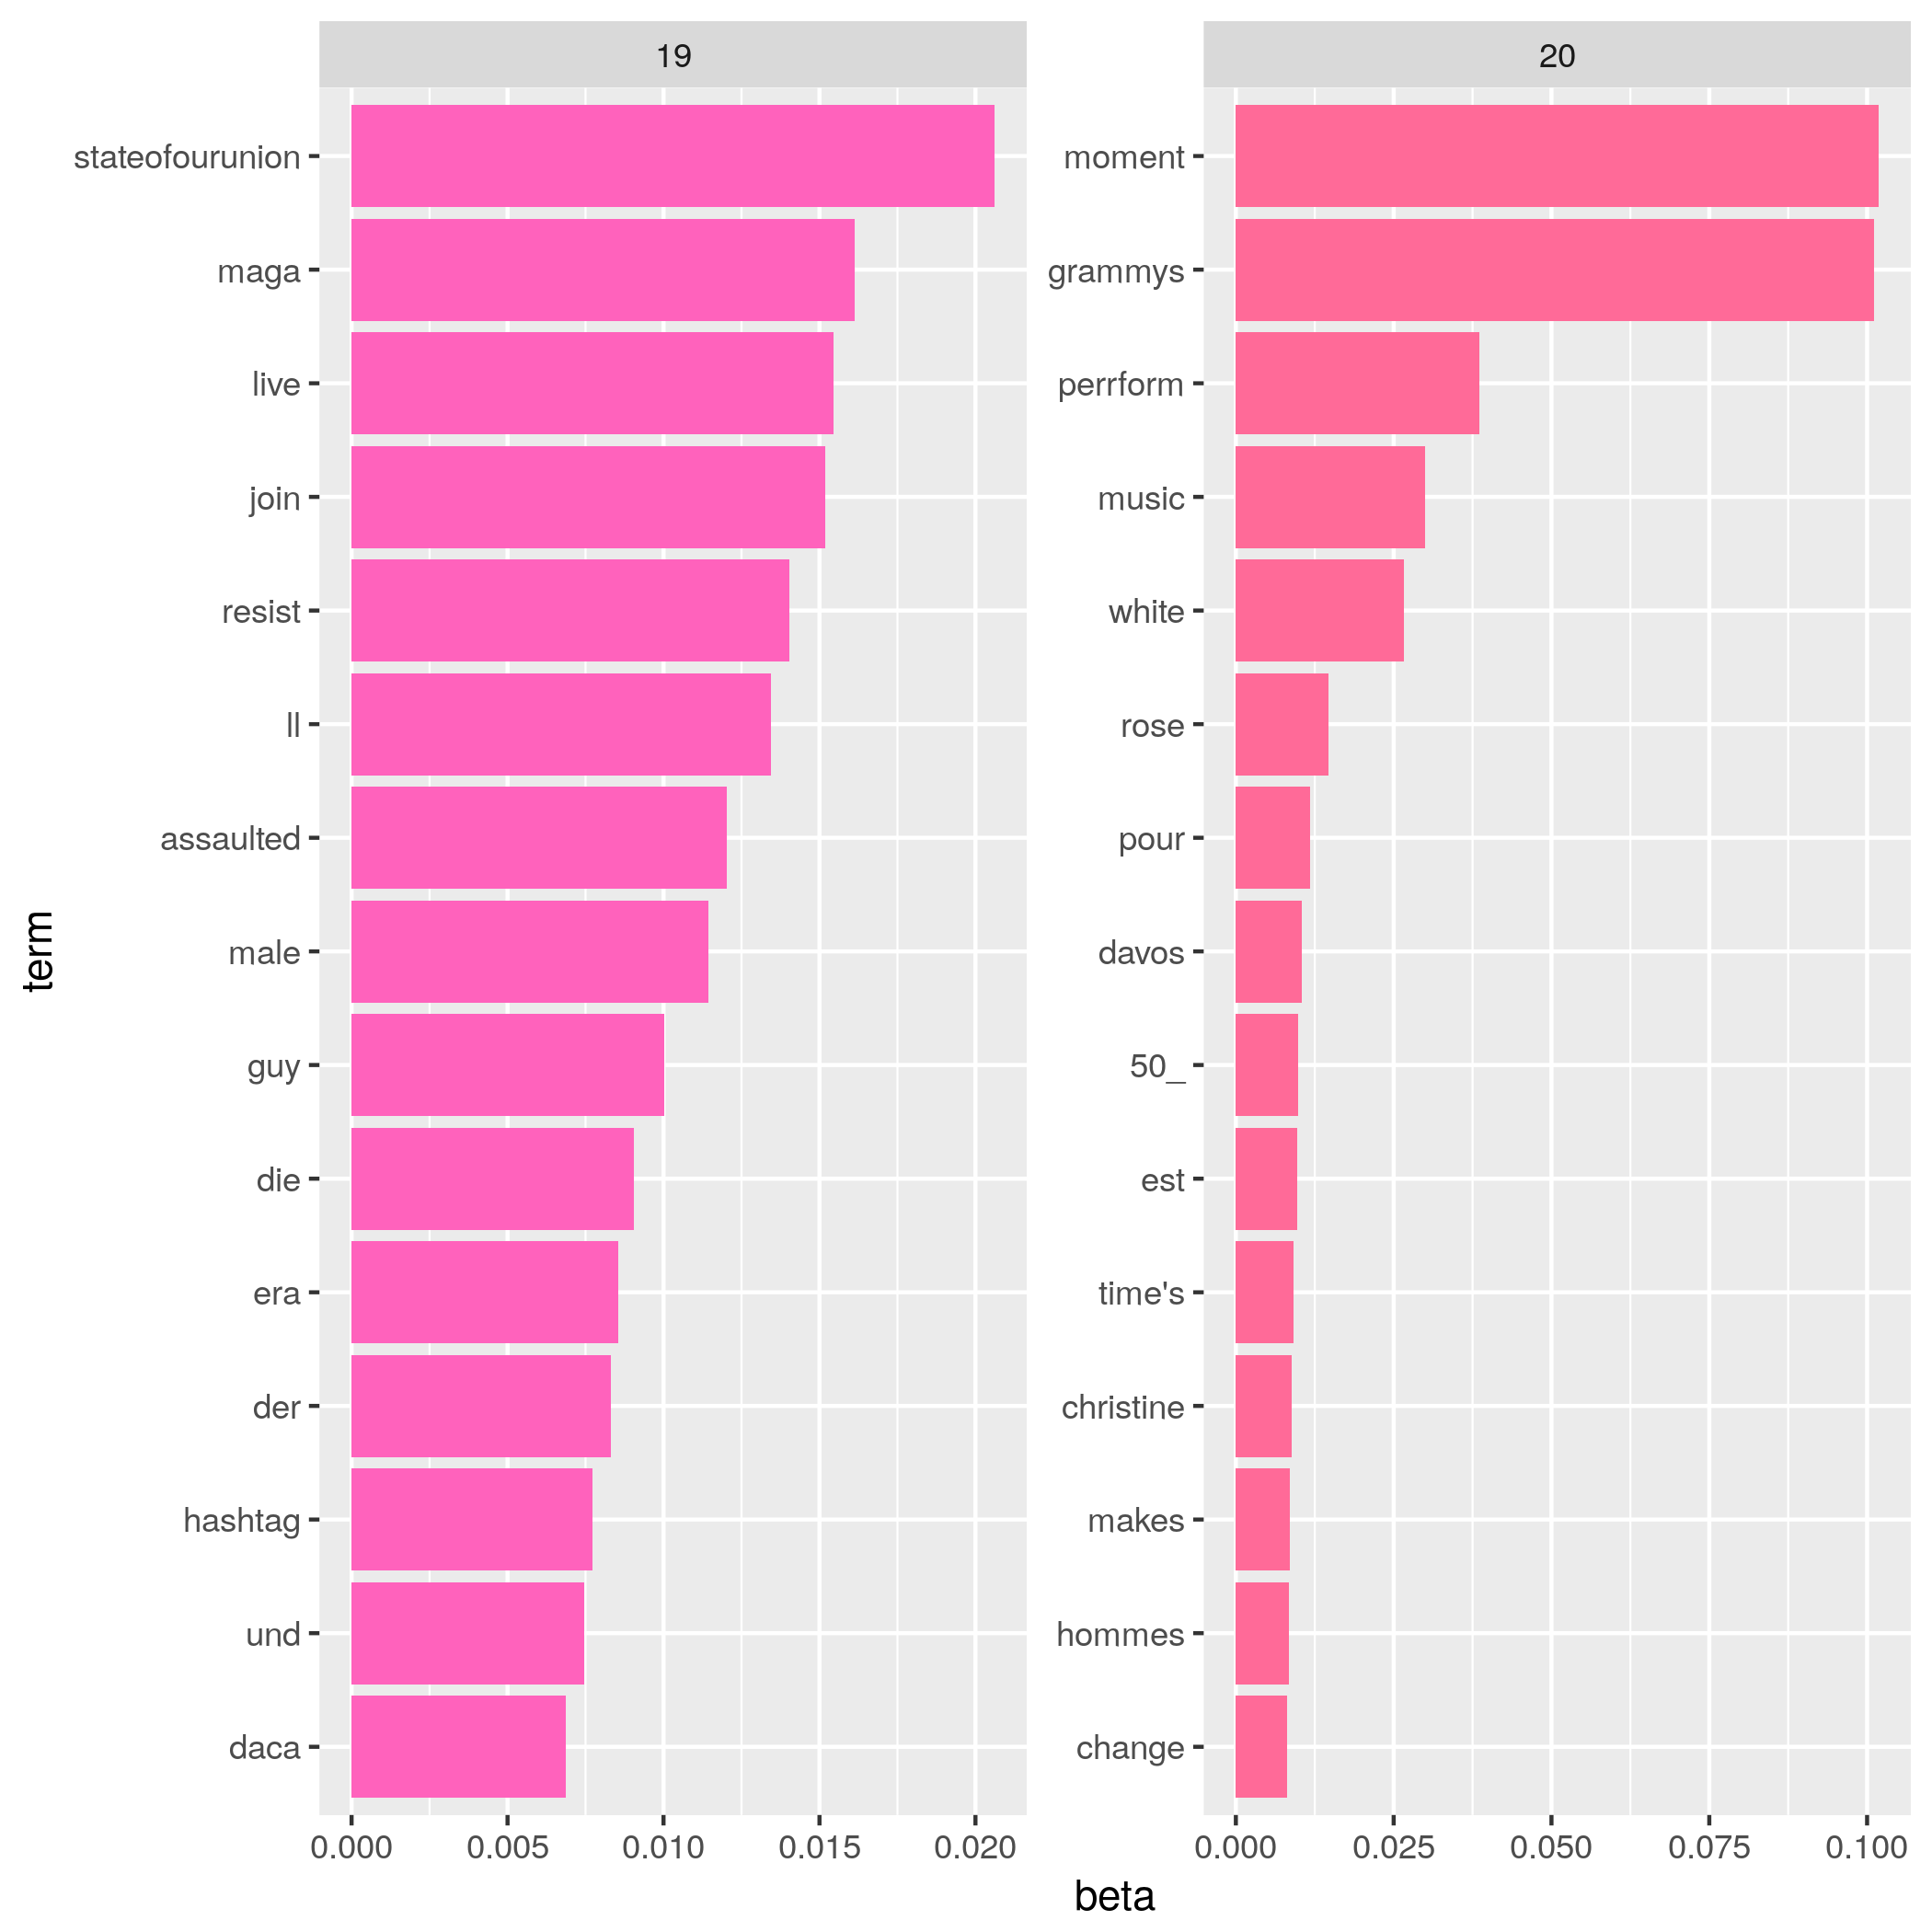 19
stateofourunion
maga
live
join
resist
ll
assaulted
male
guy
die
era
der
hashtag
und
daca
0.000 0.005 0.010 0.015 0.020
20
moment
grammys
perrform
music
white
rose
pour
davos
50_
est
time's
christine
makes
hommes
change
0.000 0.025 0.050 0.075 0.100
term
beta